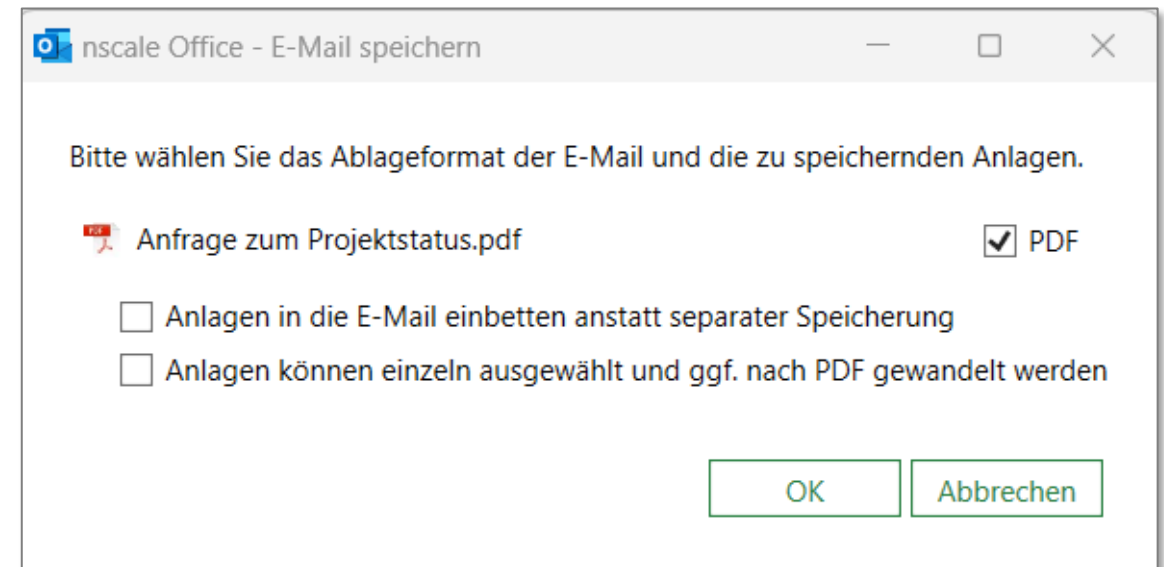 nscale Office - E-Mail speichern
Bitte wählen Sie das Ablageformat der E-Mail und die zu speichernden Anlagen.
Anfrage zum Projektstatus.pdf PDF
Anlagen in die E-Mail einbetten anstatt separater Speicherung
Anlagen können einzeln ausgewählt und ggf. nach PDF gewandelt werden
OK Abbrechen